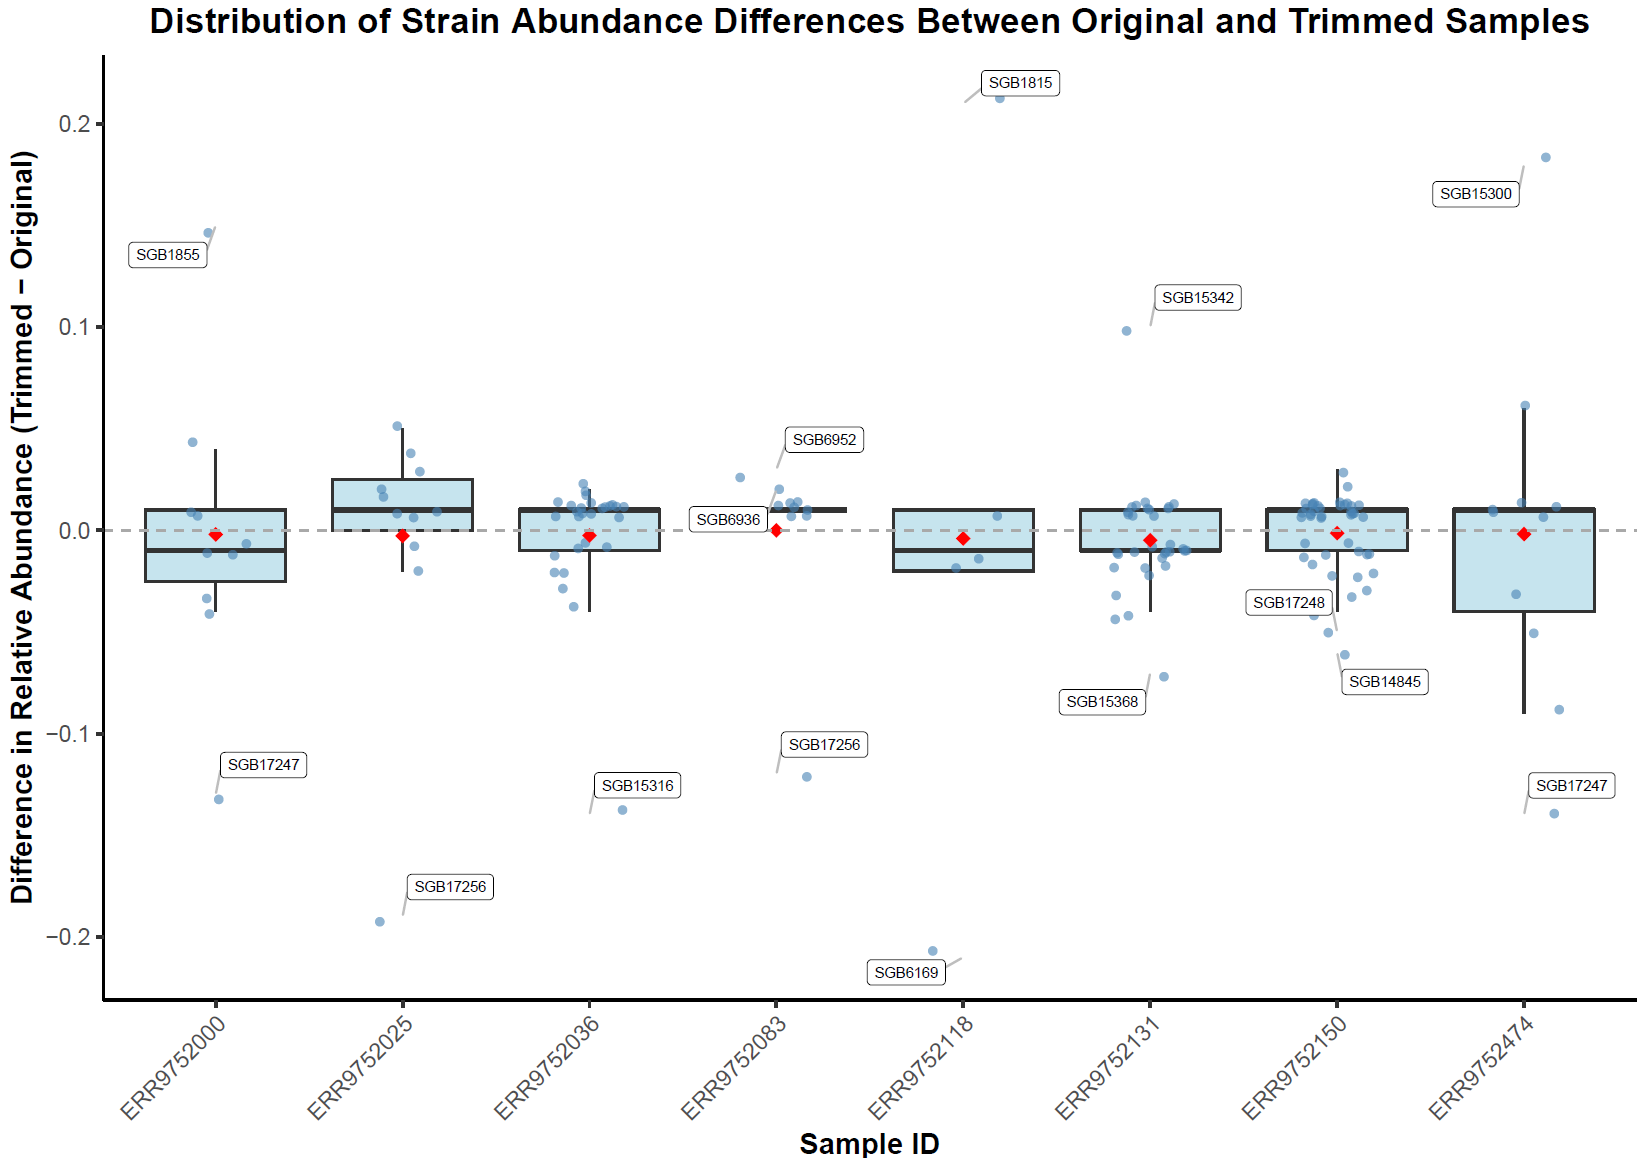 Distribution of Strain Abundance Differences Between Original and Trimmed Samples
Difference in Relative Abundance (Trimmed − Original)
0.2
0.1
0.0
−0.1
−0.2
SGB1815
SGB15300
SGB1855
SGB15342
SGB6952
SGB6936
SGB17248
SGB14845
SGB15368
SGB17256
SGB17247
SGB15316
SGB17247
SGB17256
SGB6169
ERR9752000
ERR9752025
ERR9752036
ERR9752083
ERR9752118
ERR9752131
ERR9752150
ERR9752474
Sample ID